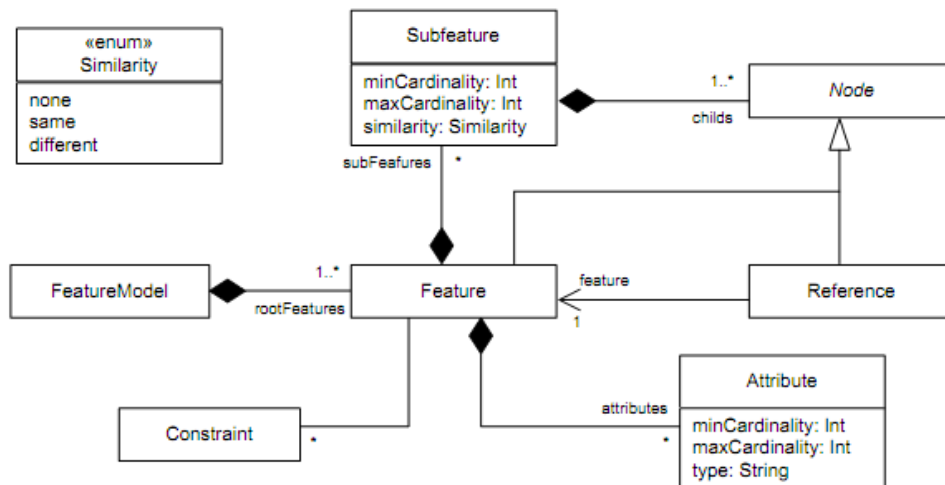 «enum»
Similarity
none
same
different
Subfeature
minCardinality: Int
maxCardinality: Int
similarity: Similarity
1..*
childs
Node
subFeafures
*
FeatureModel
1..*
rootFeatures
Feature
feature
1
Reference
Constraint
*
attributes
*
Attribute
minCardinality: Int
maxCardinality: Int
type: String